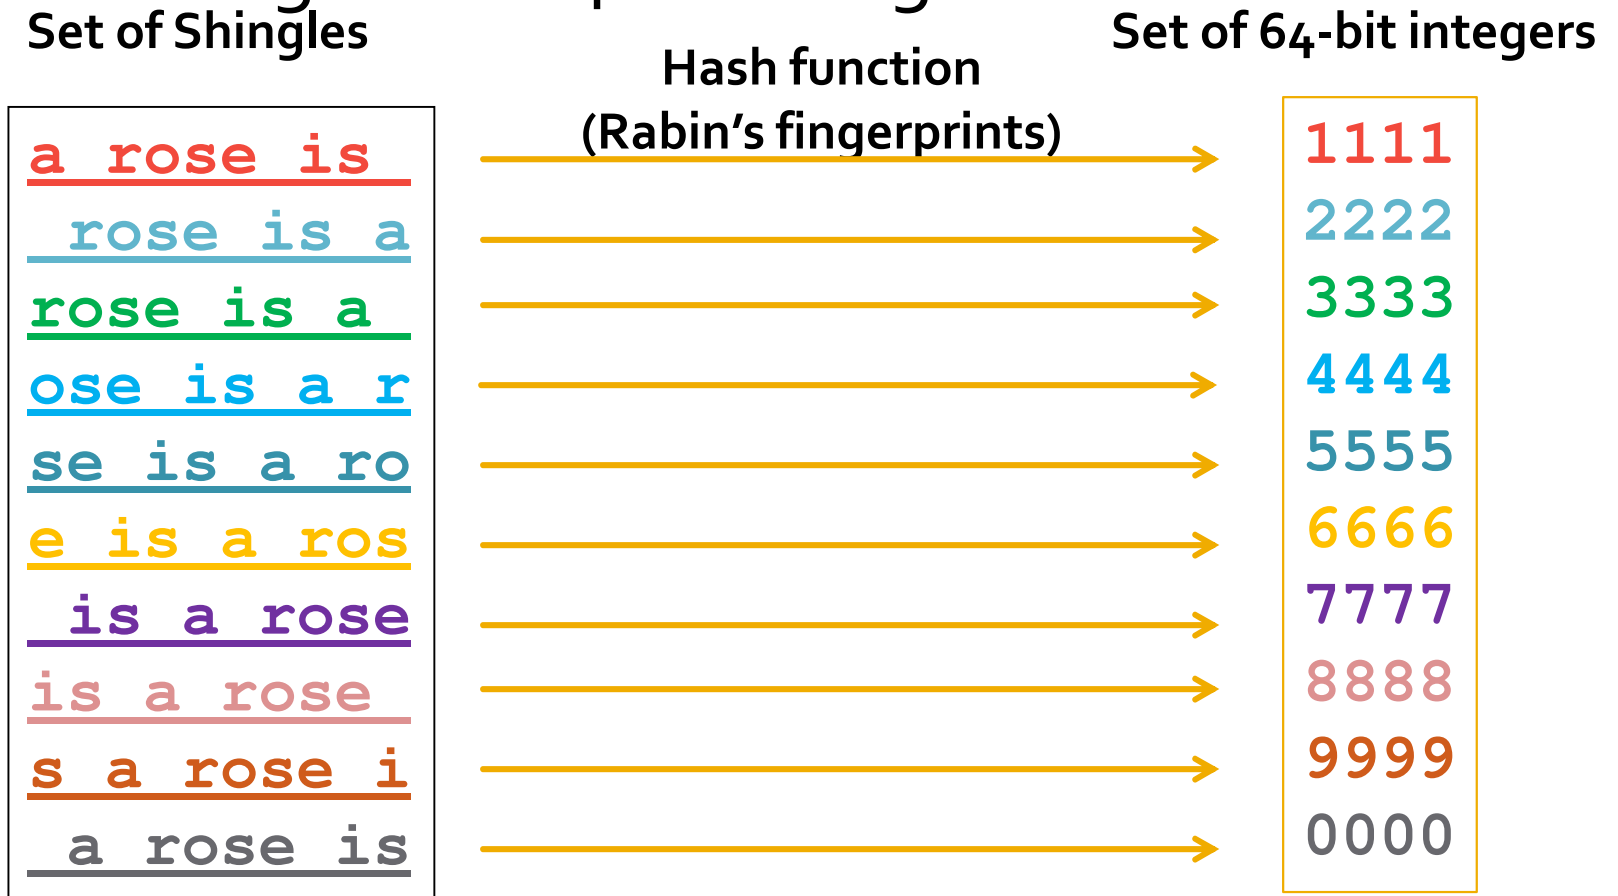 Set of Shingles
Set of 64-bit integers
Hash function
(Rabin's fingerprints)
a rose is
1111
rose is a
2222
rose is a
3333
ose is a r
4444
se is a ro
5555
e is a ros
6666
is a rose
7777
is a rose
8888
s a rose i
9999
a rose is
0000